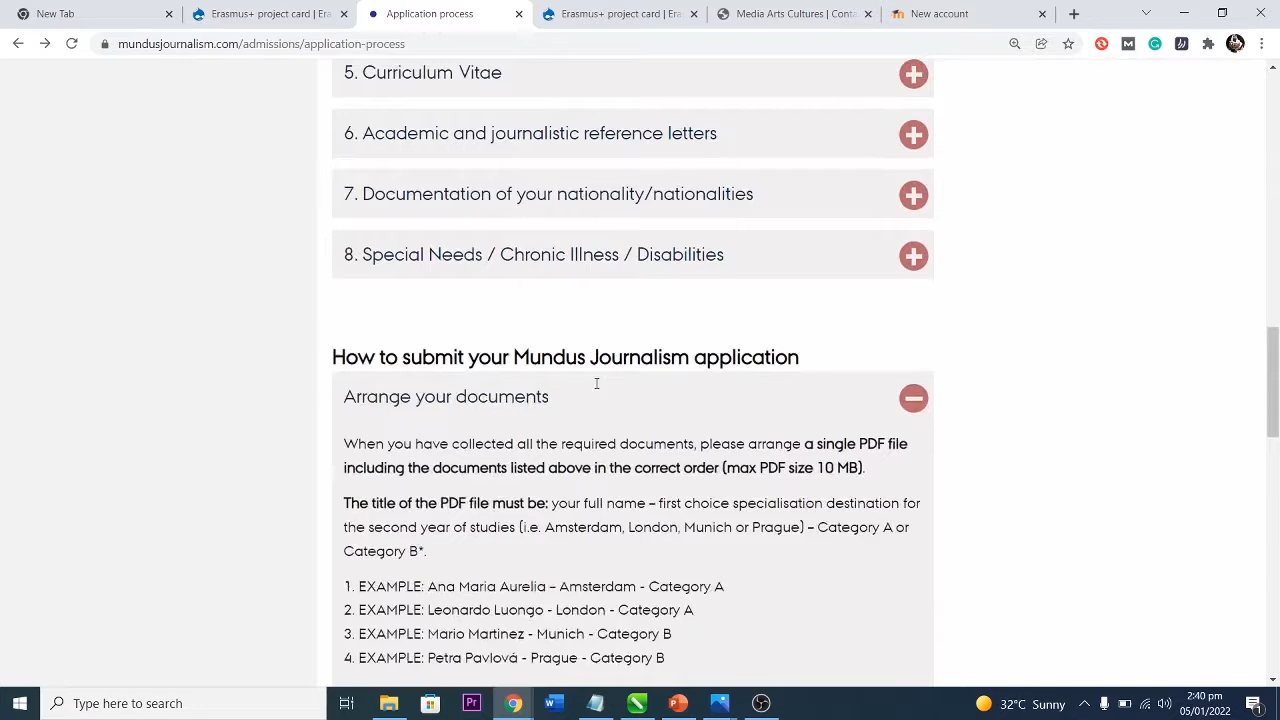 New Tab
Erasmus+ project card | Era
Application process
Erasmus+ project card | Era
Media Arts Cultures | Conta
New account
mundusjournalism.com/admissions/application-process
5. Curriculum Vitae
6. Academic and journalistic reference letters
7. Documentation of your nationality/nationalities
8. Special Needs / Chronic Illness / Disabilities
How to submit your Mundus Journalism application
Arrange your documents
When you have collected all the required documents, please arrange a single PDF file
including the documents listed above in the correct order (max PDF size 10 MB).
The title of the PDF file must be: your full name – first choice specialisation destination for
the second year of studies (i.e. Amsterdam, London, Munich or Prague) – Category A or
Category B*.
1. EXAMPLE: Ana Maria Aurelia – Amsterdam - Category A
2. EXAMPLE: Leonardo Luongo - London - Category A
3. EXAMPLE: Mario Martinez - Munich - Category B
4. EXAMPLE: Petra Pavlová - Prague - Category B
Type here to search
Pr
32°C Sunny
2:40 pm
05/01/2022